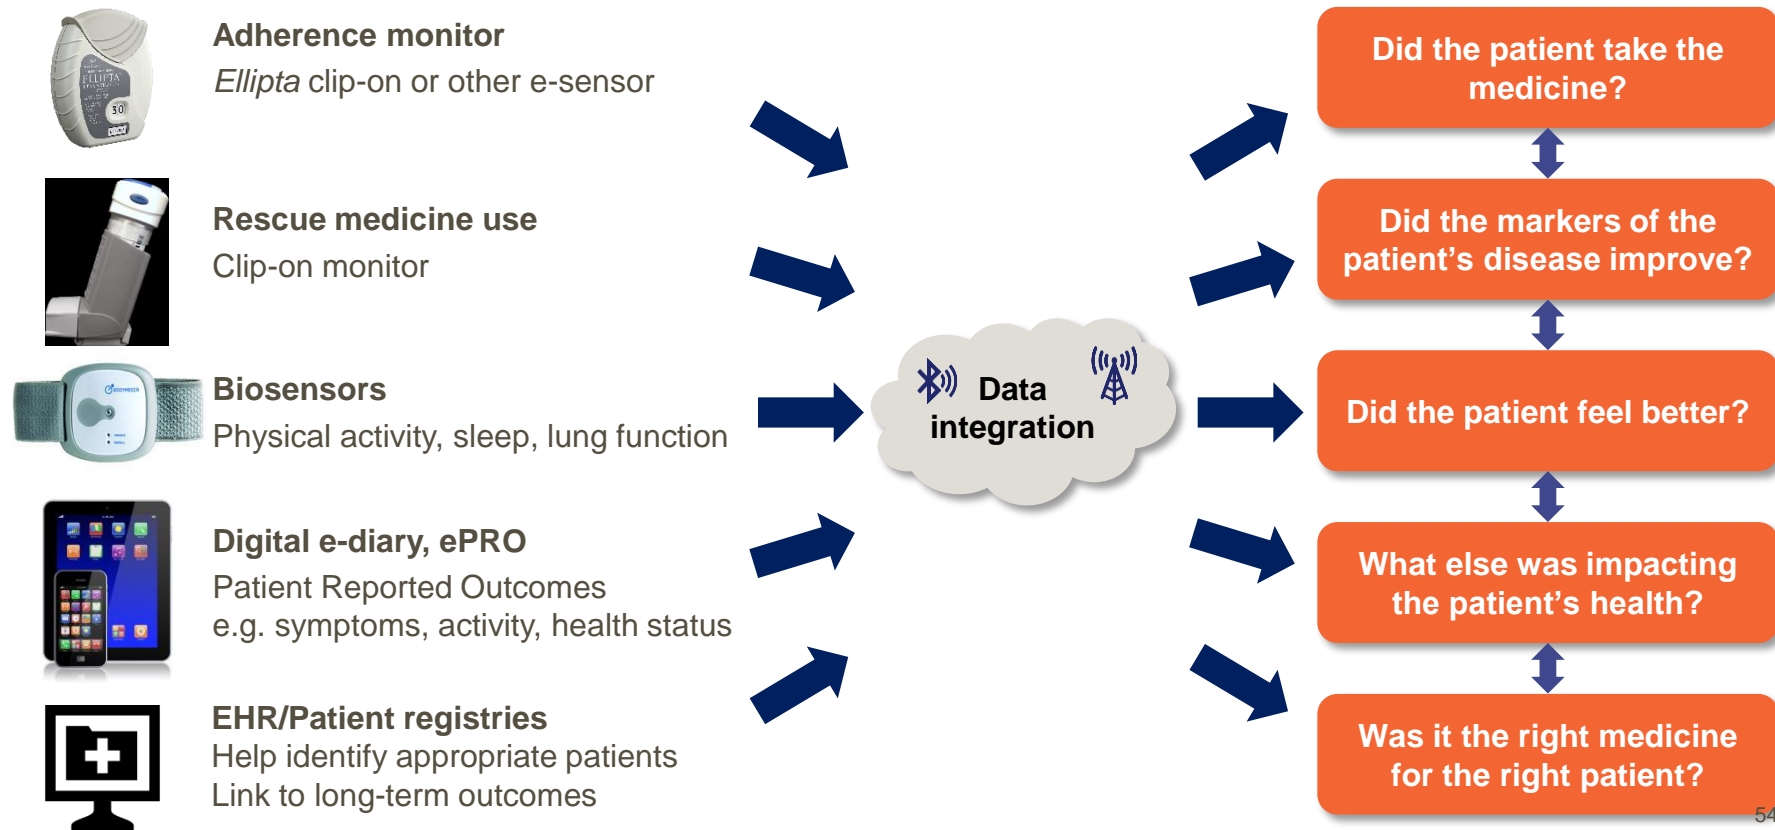 Adherence monitor
Ellipta clip-on or other e-sensor
ELLIPTA
30
Rescue medicine use
Clip-on monitor
BODYMEDIA
Biosensors
Physical activity, sleep, lung function
Digital e-diary, ePRO
Patient Reported Outcomes
e.g. symptoms, activity, health status
EHR/Patient registries
Help identify appropriate patients
Link to long-term outcomes
Data
integration
Did the patient take the
medicine?
Did the markers of the
patient’s disease improve?
Did the patient feel better?
What else was impacting
the patient’s health?
Was it the right medicine
for the right patient?
54